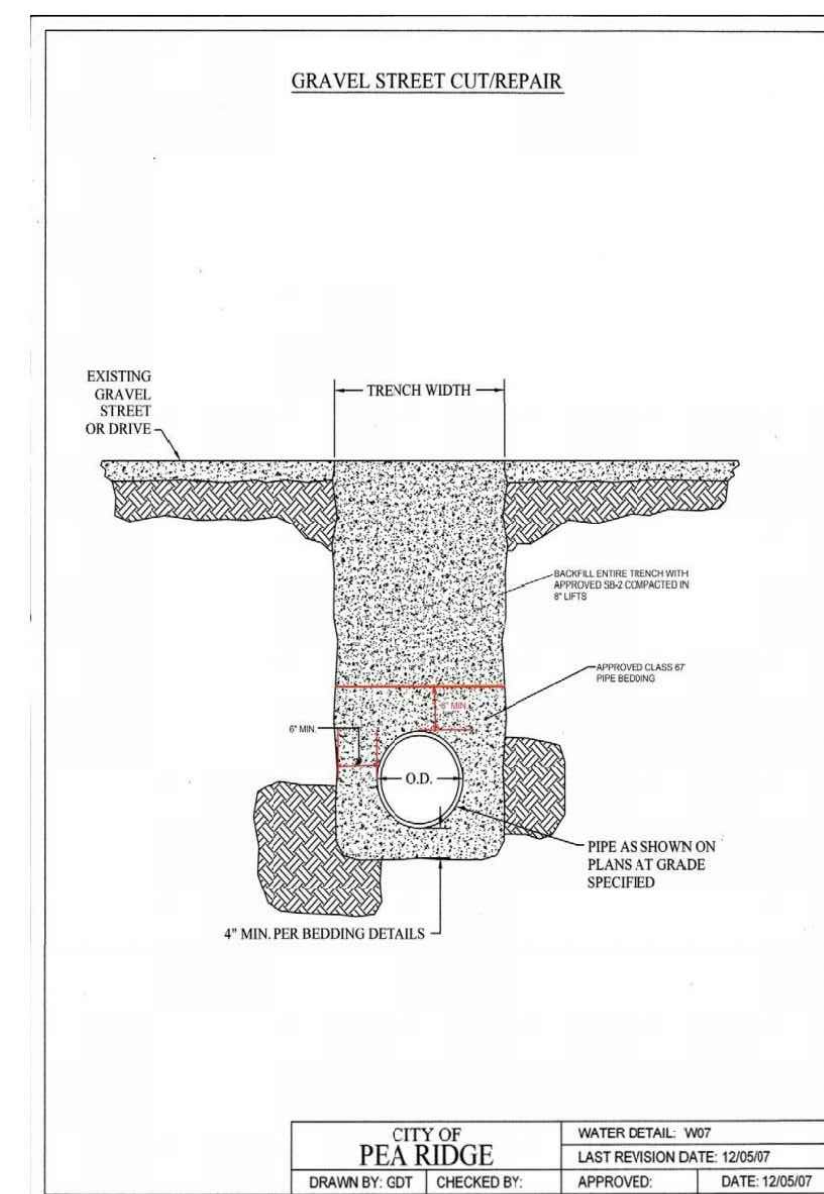 GRAVEL STREET CUT/REPAIR
EXISTING
GRAVEL
STREET
OR DRIVE
TRENCH WIDTH
BACKFILL ENTIRE TRENCH WITH
APPROVED SB-2 COMPACTED IN
8" LIFTS
APPROVED CLASS 67
PIPE BEDDING
MIN
6" MIN
O.D.
PIPE AS SHOWN ON
PLANS AT GRADE
SPECIFIED
4" MIN. PER BEDDING DETAILS
CITY OF
PEA RIDGE
WATER DETAIL: W07
LAST REVISION DATE: 12/05/07
DRAWN BY: GDT
CHECKED BY:
APPROVED:
DATE: 12/05/07